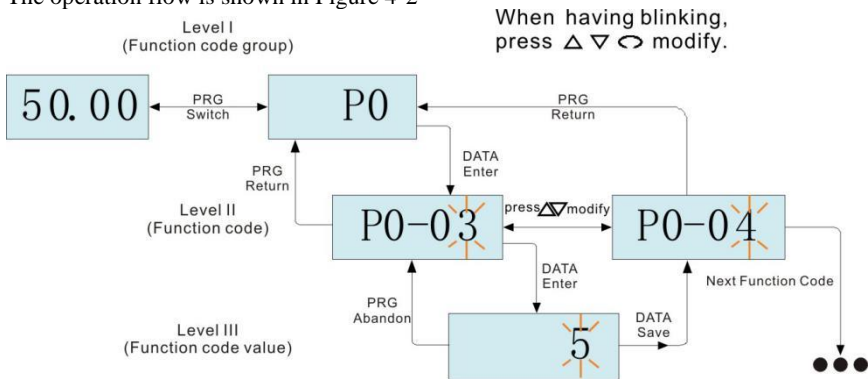 The operation flow is shown in Figure 4-2
When having blinking,
press △ ▽ modify.
Level I
(Function code group)
50.00
PRG
Switch
P0
PRG
Return
PRG
Return
DATA
Enter
Level II
(Function code)
P0-03
press△▽modify
P0-04
PRG
Abandon
DATA
Enter
Next Function Code
Level III
(Function code value)
5
DATA
Save